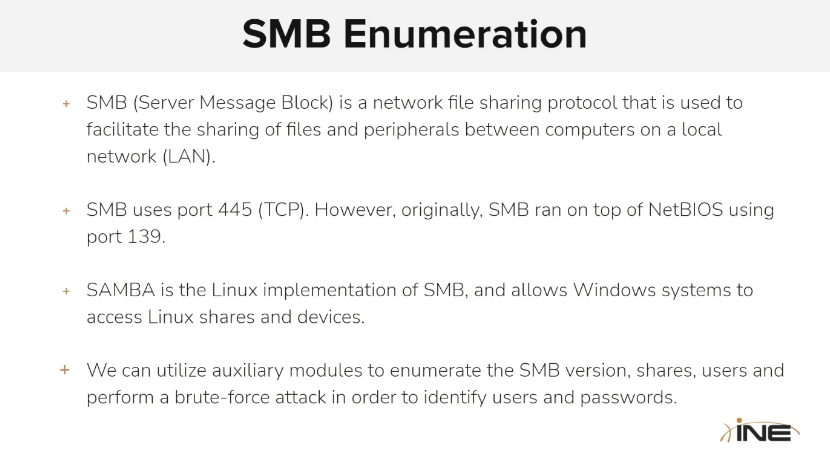 SMB Enumeration
+ SMB (Server Message Block) is a network file sharing protocol that is used to
facilitate the sharing of files and peripherals between computers on a local
network (LAN).
+ SMB uses port 445 (TCP). However, originally, SMB ran on top of NetBIOS using
port 139.
+ SAMBA is the Linux implementation of SMB, and allows Windows systems to
access Linux shares and devices.
+ We can utilize auxiliary modules to enumerate the SMB version, shares, users and
perform a brute-force attack in order to identify users and passwords.
iNE